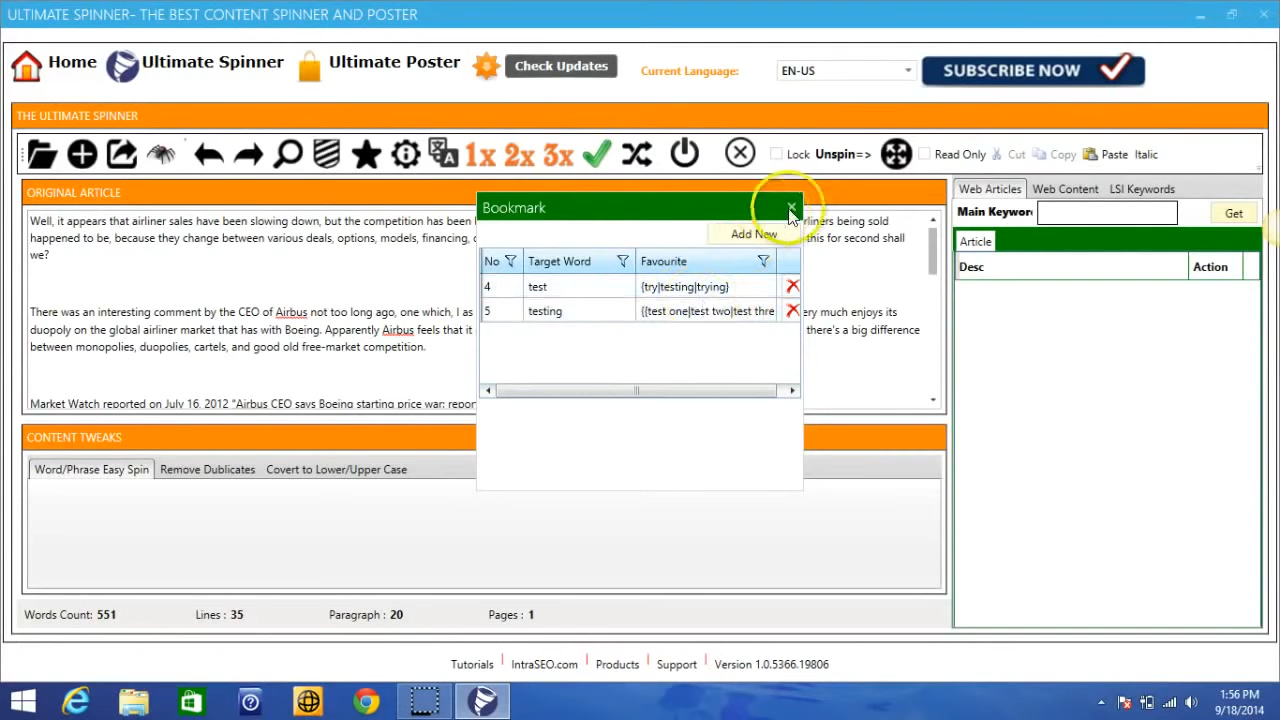 ULTIMATE SPINNER- THE BEST CONTENT SPINNER AND POSTER
Home
Ultimate Spinner
Ultimate Poster
Check Updates
Current Language:
EN-US
SUBSCRIBE NOW
THE ULTIMATE SPINNER
1x 2x 3x
Lock Unspin=>
Read Only
Cut
Copy
Paste
Italic
ORIGINAL ARTICLE
Well, it appears that airliner sales have been slowing down, but the competition has been
being sold
happened to be, because they change between various deals, options, models, financing,
this for second shall
we?
There was an interesting comment by the CEO of Airbus not too long ago, one which, I
very much enjoys its
duopoly on the global airliner market that has with Boeing. Apparently Airbus feels that it
there's a big difference
between monopolies, duopolies, cartels, and good old free-market competition.
Market Watch reported on July 16, 2012 "Airbus CEO says Boeing starting price war;
Bookmark
Add New
No
Target Word
Favourite
4
test
{try|testing|trying}
5
testing
{{test one|test two|test thre
Web Articles
Web Content
LSI Keywords
Main Keywor
Get
Article
Desc
Action
CONTENT TWEAKS
Word/Phrase Easy Spin
Remove Dublicates
Covert to Lower/Upper Case
Words Count: 551
Lines : 35
Paragraph : 20
Pages : 1
Tutorials
IntraSEO.com
Products
Support
Version 1.0.5366.19806
1:56 PM
9/18/2014